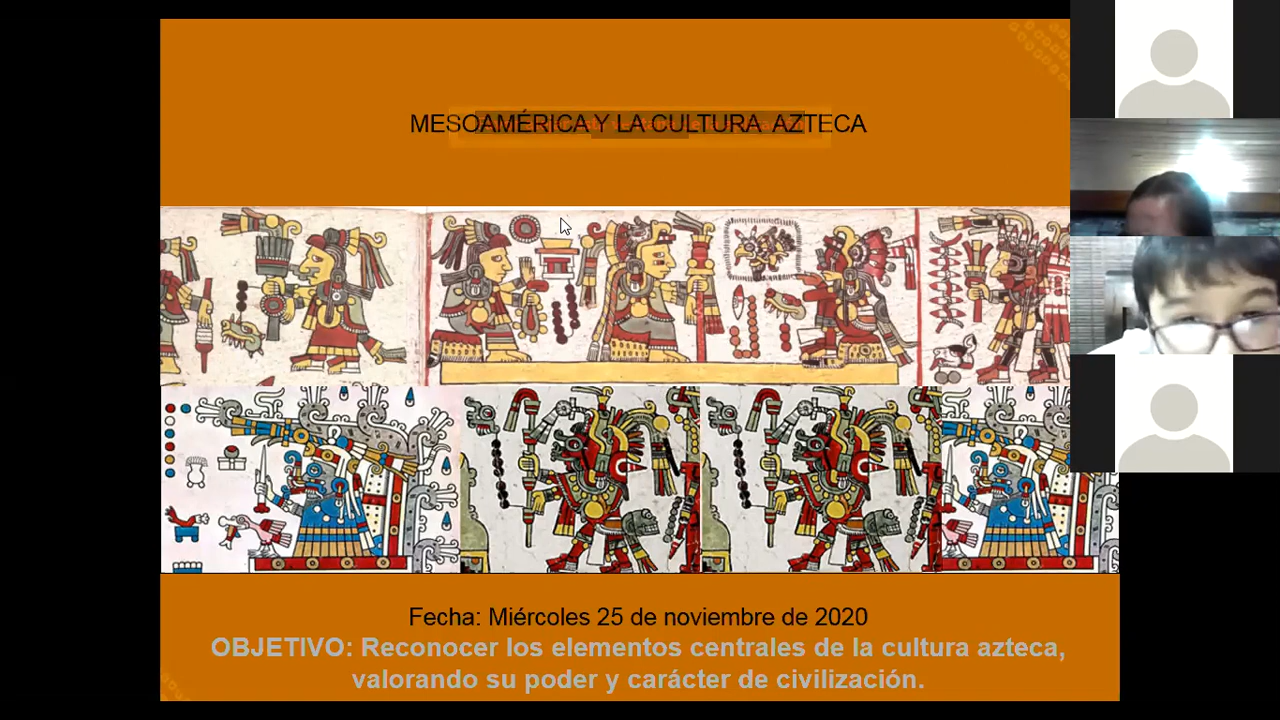 MESOAMÉRICA Y LA CULTURA AZTECA
Fecha: Miércoles 25 de noviembre de 2020
OBJETIVO: Reconocer los elementos centrales de la cultura azteca,
valorando su poder y carácter de civilización.